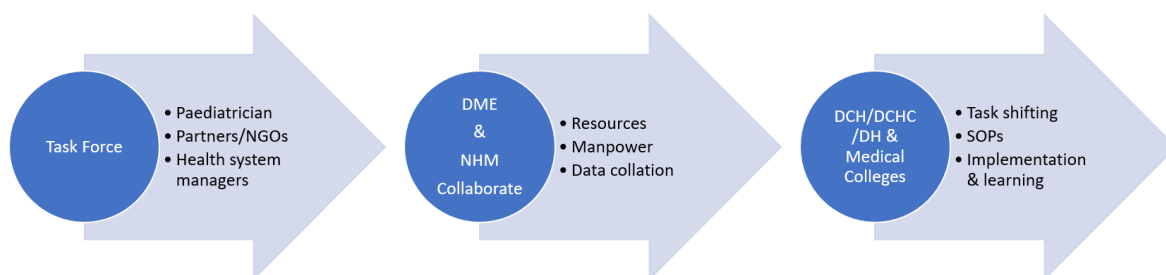 Task Force
• Paediatrician
• Partners/NGOs
• Health system
managers
DME
&
NHM
Collaborate
• Resources
• Manpower
• Data collation
DCH/DCHC
/DH &
Medical
Colleges
• Task shifting
• SOPs
• Implementation
& learning